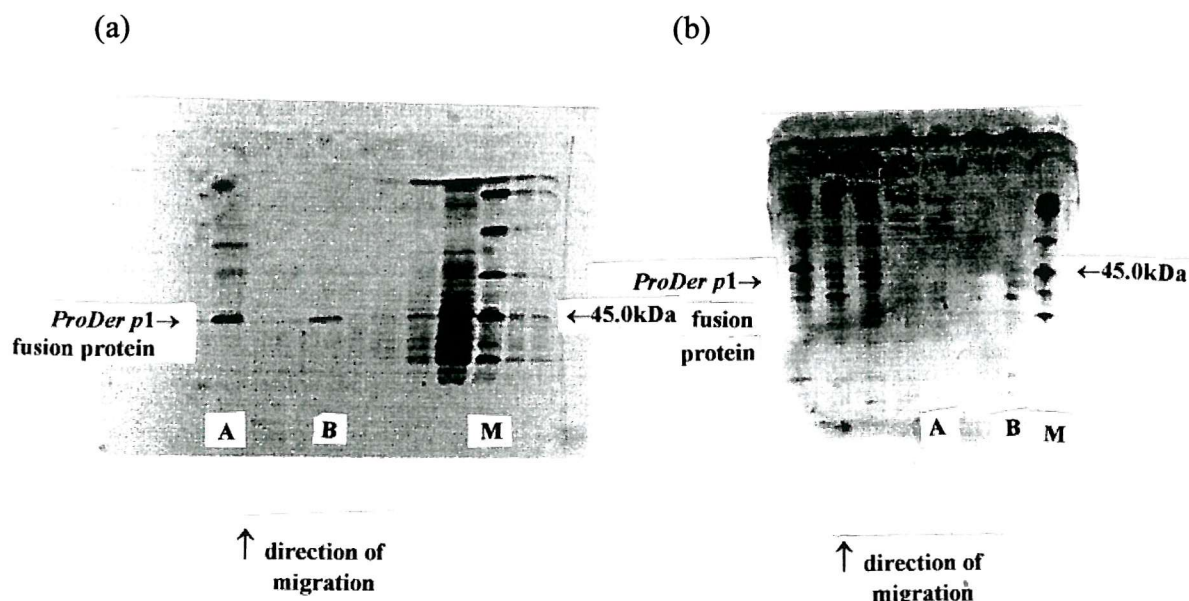 (a)
ProDer p1→
fusion protein
←45.0kDa
A
B
M
↑ direction of
migration
(b)
ProDer p1→
fusion
protein
←45.0kDa
A
B
M
↑ direction of
migration